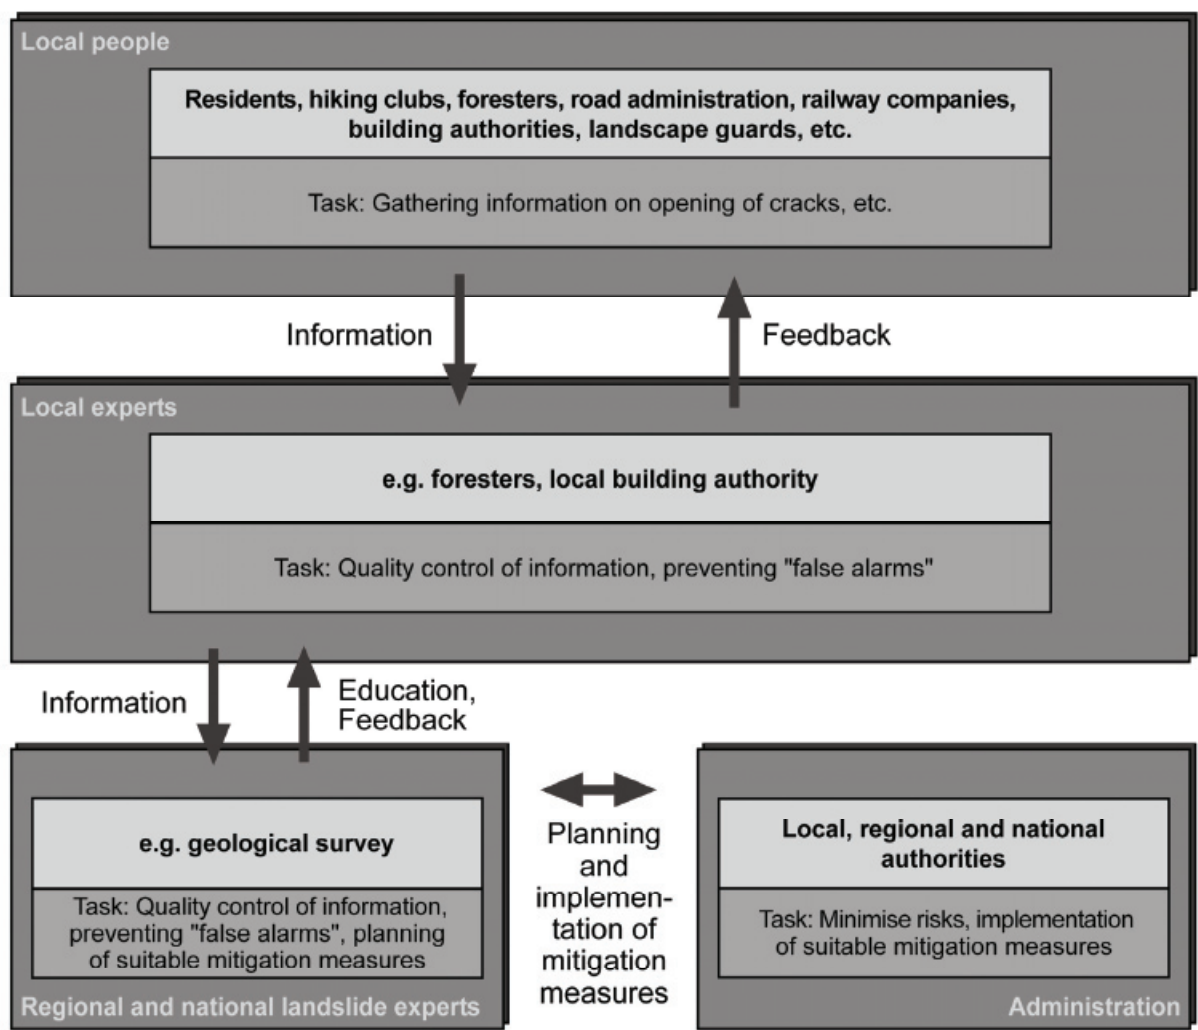 Local people
Residents, hiking clubs, foresters, road administration, railway companies,
building authorities, landscape guards, etc.
Task: Gathering information on opening of cracks, etc.
Information
Feedback
Local experts
e.g. foresters, local building authority
Task: Quality control of information, preventing "false alarms"
Information
Education,
Feedback
e.g. geological survey
Task: Quality control of information,
preventing "false alarms", planning
of suitable mitigation measures
Regional and national landslide experts
Planning
and
implemen-
tation of
mitigation
measures
Local, regional and national
authorities
Task: Minimise risks, implementation
of suitable mitigation measures
Administration